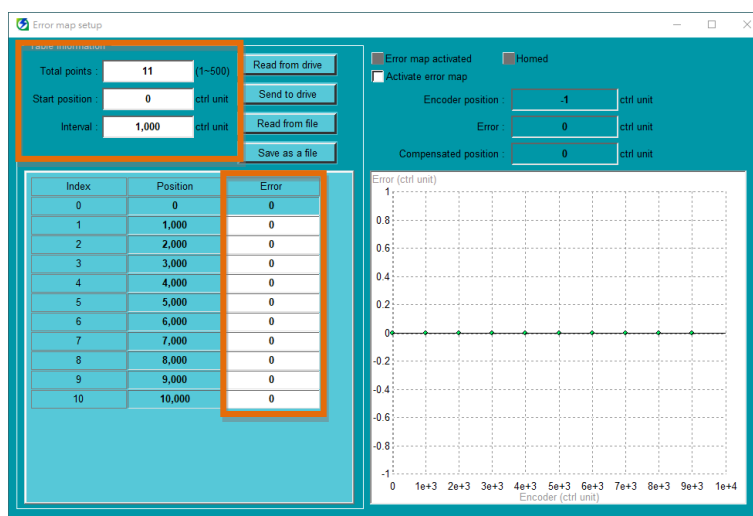 Error map setup
Table information
Total points : 11 (1~500)
Start position : 0 ctrl unit
Interval : 1,000 ctrl unit
Read from drive
Send to drive
Read from file
Save as a file
Error map activated Homed
Activate error map
Encoder position : -1 ctrl unit
Error : 0 ctrl unit
Compensated position : 0 ctrl unit
Index Position Error
0 0 0
1 1,000 0
2 2,000 0
3 3,000 0
4 4,000 0
5 5,000 0
6 6,000 0
7 7,000 0
8 8,000 0
9 9,000 0
10 10,000 0
Error (ctrl unit)
1
0.8
0.6
0.4
0.2
0
-0.2
-0.4
-0.6
-0.8
-1
0 1e+3 2e+3 3e+3 4e+3 5e+3 6e+3 7e+3 8e+3 9e+3 1e+4
Encoder (ctrl unit)